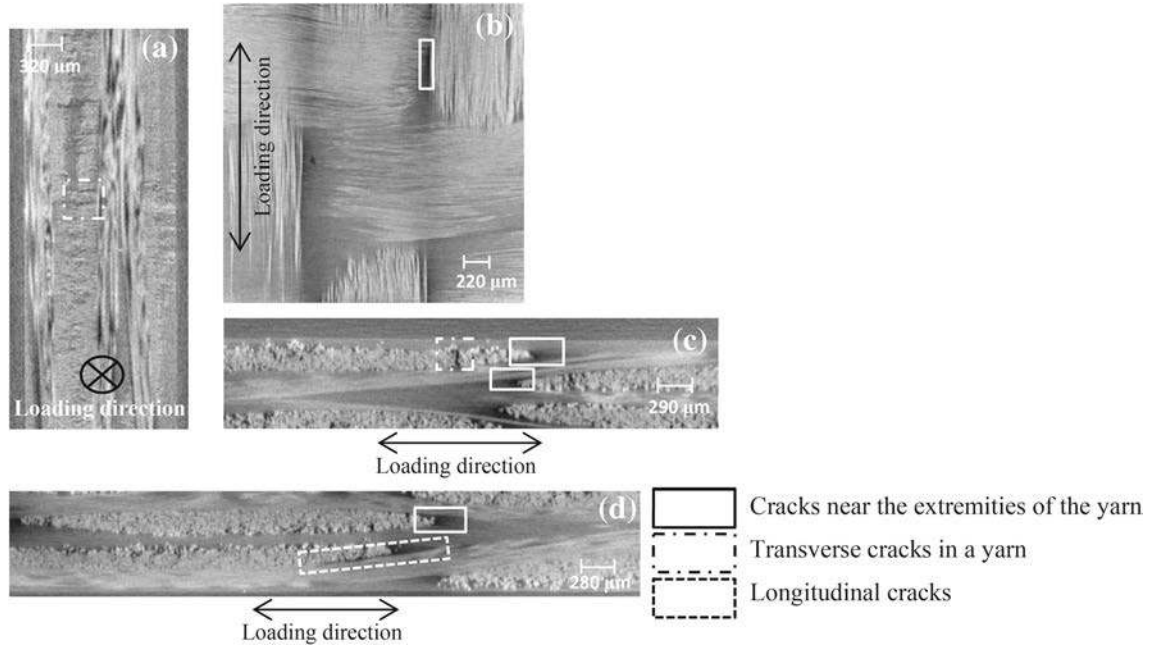 (a)
320 μm
Loading direction
(b)
Loading direction
220 μm
(c)
290 μm
Loading direction
(d)
280 μm
Loading direction
Cracks near the extremities of the yarn
Transverse cracks in a yarn
Longitudinal cracks